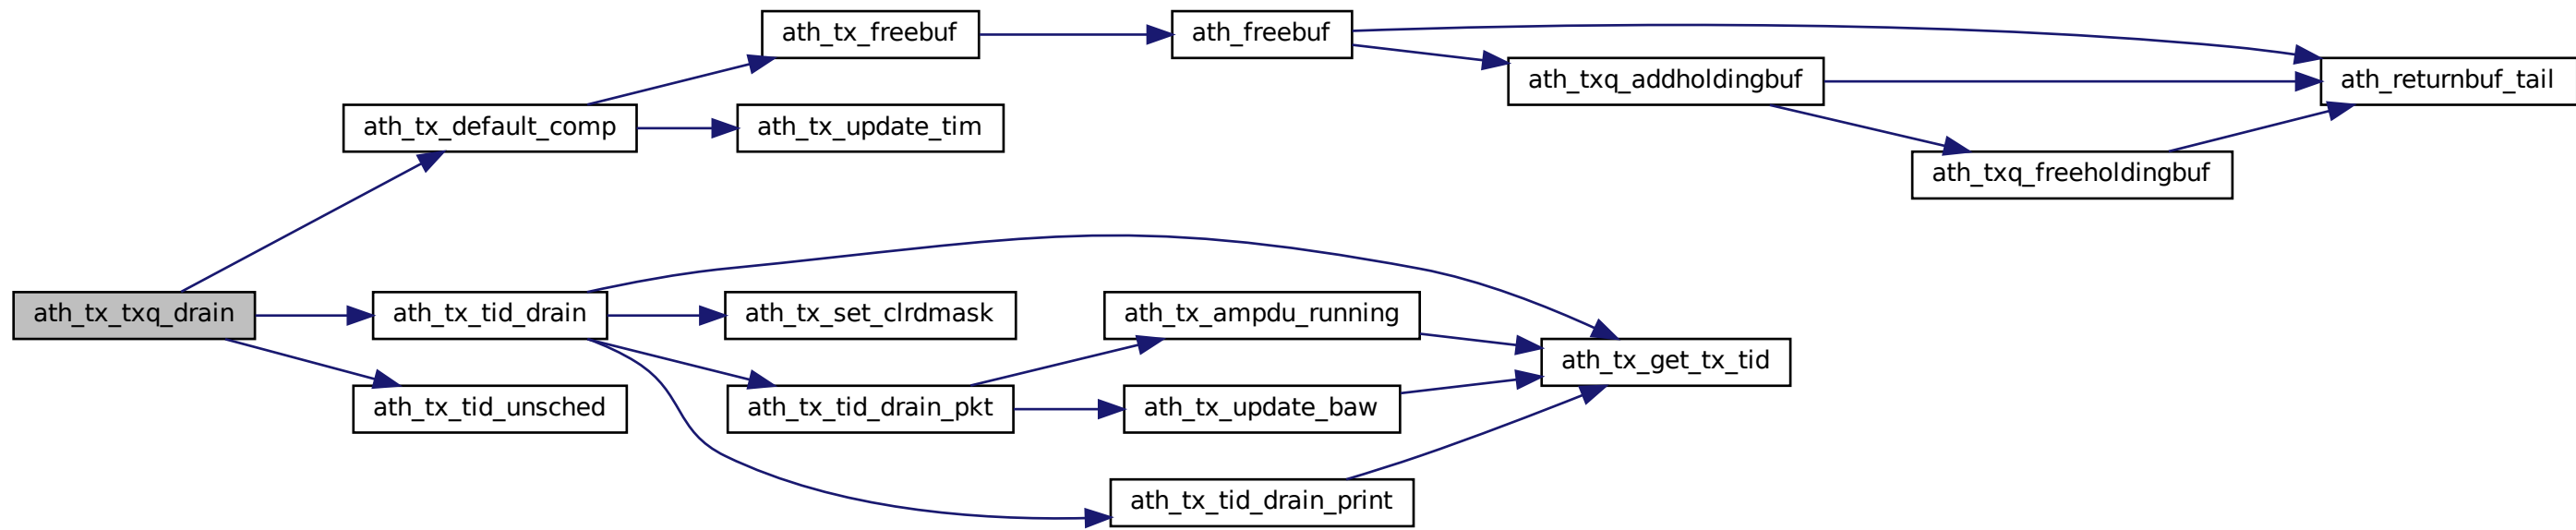 ath_tx_freebuf
ath_freebuf
ath_txq_addholdingbuf
ath_returnbuf_tail
ath_tx_default_comp
ath_tx_update_tim
ath_txq_freeholdingbuf
ath_tx_txq_drain
ath_tx_tid_drain
ath_tx_set_clrdmask
ath_tx_ampdu_running
ath_tx_get_tx_tid
ath_tx_tid_unsched
ath_tx_tid_drain_pkt
ath_tx_update_baw
ath_tx_tid_drain_print